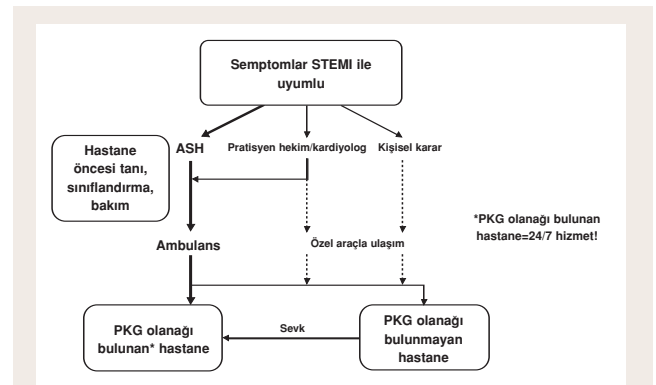 Semptomlar STEMI ile
uyumlu
Hastane
öncesi tanı,
sınıflandırma,
bakım
ASH
Pratisyen hekim/kardiyolog
Kişisel karar
*PKG olanağı bulunan
hastane=24/7 hizmet!
Ambulans
Özel araçla ulaşım
PKG olanağı
bulunan* hastane
Sevk
PKG olanağı
bulunmayan
hastane